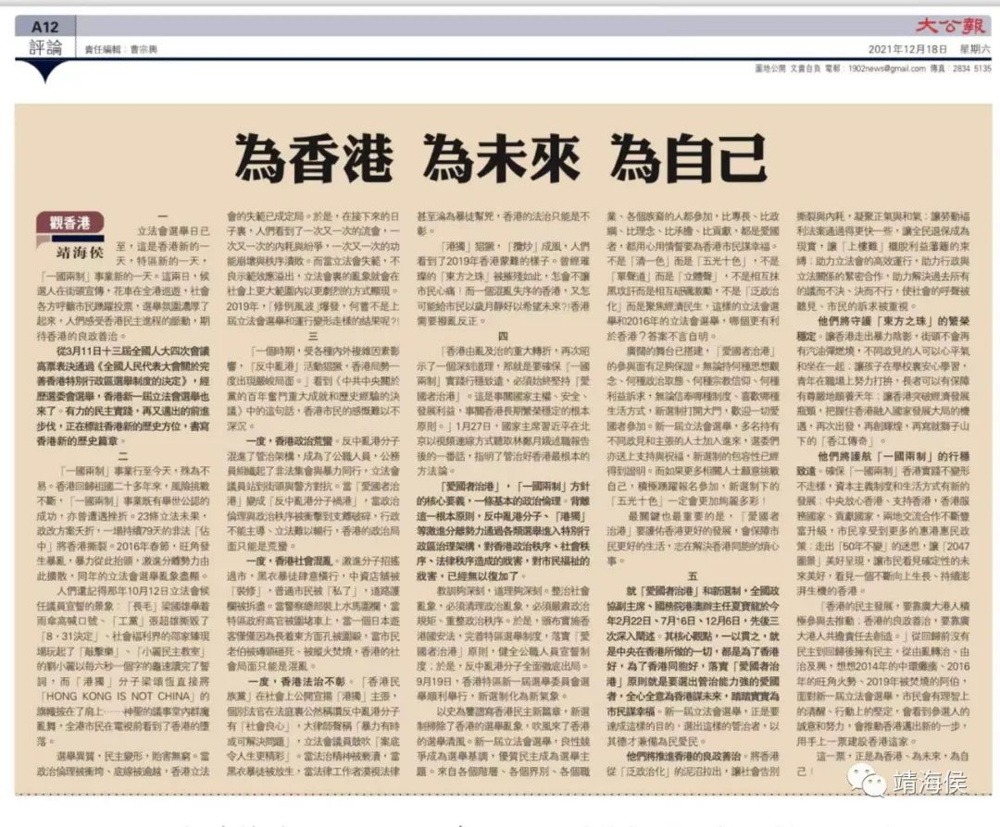 A12
評論
責任編輯：曹宗興
大公報
2021年12月18日　星期六
園地公開 文責自負 電郵：1902news@gmail.com 傳真：2834 5135
為香港 為未來 為自己
觀香港
靖海侯
一
立法會選舉日已
至，這是香港新的一
天，特區新的一天，
「一國兩制」事業新的一天。這兩日，候
選人在街頭宣傳，花車在全港巡遊，社會
各方呼籲市民踴躍投票，選舉氛圍濃厚了
起來，人們感受香港民主進程的脈動，期
待香港的良政善治。
從3月11日十三屆全國人大四次會議
高票表決通過《全國人民代表大會關於完
善香港特別行政區選舉制度的決定》，經
歷選委會選舉，香港新一屆立法會選舉也
來了。有力的民主實踐，再又邁出的前進
步伐，正在標註香港新的歷史方位，書寫
香港新的歷史篇章。
二
「一國兩制」事業行至今天，殊為不
易。香港回歸祖國二十多年來，風險挑戰
不斷，「一國兩制」事業既有舉世公認的
成功，亦曾遭遇挫折。23條立法未果，
政改方案夭折，一場持續79天的非法「佔
中」將香港撕裂。2016年春節，旺角發
生暴亂，暴力從此抬頭，激進分離勢力由
此擴散，同年的立法會選舉亂象盡顯。
人們還記得那年10月12日立法會候
任議員宣誓的景象：「長毛」梁國雄舉着
雨傘高喊口號、「工黨」張超雄撕毀了
「8·31決定」、社會福利界的邵家臻現
場玩起了「敲擊樂」、「小麗民主教室」
的劉小麗以每六秒一個字的龜速讀完了誓
詞，而「港獨」分子梁頌恆直接將
「HONG KONG IS NOT CHINA」的
旗幟披在了肩上……神聖的議事堂內群魔
亂舞，全港市民在電視前看到了香港的墮
落。
選舉異質，民主變形，貽害無窮。當
政治倫理被衝垮、底線被逾越，香港立法
會的失範已成定局。於是，在接下來的日
子裏，人們看到了一次又一次的流會，一
次又一次的內耗與紛爭，一次又一次的功
能崩壞與秩序潰敗。而當立法會失範，不
良示範效應溢出，立法會裏的亂象就會在
社會上更大範圍內以更劇烈的方式顯現。
2019年，「修例風波」爆發，何嘗不是上
屆立法會選舉和運行變形走樣的結果呢?!
三
「一個時期，受各種內外複雜因素影
響，『反中亂港』活動猖獗，香港局勢一
度出現嚴峻局面。」看到《中共中央關於
黨的百年奮鬥重大成就和歷史經驗的決
議》中的這句話，香港市民的感慨難以不
深沉。
一度，香港政治荒蠻。反中亂港分子
混進了管治架構，成為了公職人員，公務
員組織起了非法集會與暴力同行，立法會
議員站到街頭與警方對抗。當「愛國者治
港」變成「反中亂港分子禍港」，當政治
倫理與政治秩序被衝擊到支離破碎，行政
不能主導、立法難以暢行，香港的政治局
面只能是荒蠻。
一度，香港社會混亂。激進分子招搖
過市，黑衣暴徒肆意橫行，中資店舖被
「裝修」，普通市民被「私了」，道路護
欄被拆盡。當警察總部裝上水馬圍欄，當
特區政府高官被圍堵車上，當一個日本遊
客僅僅因為長着東方面孔被圍毆，當市民
老伯被磚頭砸死、被縱火焚燒，香港的社
會局面只能是混亂。
一度，香港法治不彰。「香港民
族黨」在社會上公開宣揚「港獨」主張，
個別法官在法庭裏公然稱讚反中亂港分子
有「社會良心」，大律師聲稱「暴力有時
或可解決問題」，立法會議員鼓吹「案底
令人生更精彩」。當法治精神被褻瀆，當
黑衣暴徒被放生，當法律工作者漠視法律
甚至淪為暴徒幫兇，香港的法治只能是不
彰。
「港獨」猖獗，「攬炒」成風，人們
看到了2019年香港蒙難的樣子。曾經璀
璨的「東方之珠」被摧殘如此，怎會不讓
市民心痛！而一個混亂失序的香港，又怎
可能給市民以歲月靜好以希望未來?!香港
需要撥亂反正。
四
「香港由亂及治的重大轉折，再次昭
示了一個深刻道理，那就是要確保『一國
兩制』實踐行穩致遠，必須始終堅持『愛
國者治港』。這是事關國家主權、安全、
發展利益，事關香港長期繁榮穩定的根本
原則。」1月27日，國家主席習近平在北
京以視頻連線方式聽取林鄭月娥述職報告
後的一番話，指明了管治好香港最根本的
方法論。
「愛國者治港」，「一國兩制」方針
的核心要義，一條基本的政治倫理。背離
這一根本原則，反中亂港分子、「港獨」
等激進分離勢力通過各類選舉進入特別行
政區治理架構，對香港政治秩序、社會秩
序、法律秩序造成的戕害，對市民福祉的
戕害，已經無以復加了。
教訓夠深刻，道理夠深刻。整治社會
亂象，必須清理政治亂象，必須嚴肅政治
規矩、重整政治秩序。於是，頒布實施香
港國安法，完善特區選舉制度，落實「愛
國者治港」原則，健全公職人員宣誓制
度；於是，反中亂港分子全面徹底出局。
9月19日，香港特區新一屆選舉委員會選
舉順利舉行，新選制化為新氣象。
以史為鑒譜寫香港民主新篇章，新選
制掃除了香港的選舉亂象，吹風來了香港
的選舉清風。新一屆立法會選舉，良性競
爭成為選舉基調，優質民主成為選舉主
題。來自各個階層、各個界別、各個職
業、各個族裔的人都參加，比專長、比政
綱、比理念、比承擔、比貢獻，都是愛國
者，都用心用情誓要為香港市民謀幸福。
不是「清一色」而是「五光十色」，不是
「單聲道」而是「立體聲」，不是相互抹
黑攻訐而是相互砥礪激勵，不是「泛政治
化」而是聚焦經濟民生，這樣的立法會選
舉和2016年的立法會選舉，哪個更有利
於香港？答案不言自明。
廣闊的舞台已搭建，「愛國者治港」
的參與面有足夠保證。無論持何種思想觀
念、何種政治取態、何種宗教信仰、何種
利益訴求，無論信奉哪種制度、喜歡哪種
生活方式，新選制打開大門，歡迎一切愛
國者參加。新一屆立法會選舉，多名持有
不同政見和主張的人士加入進來，選委們
亦送上支持與祝福，新選制的包容性已經
得到證明。而如果更多相人士願意挑戰
自己，積極踴躍報名參加，新選制下的
「五光十色」一定會更加絢麗多彩！
最關鍵也最重要的是，「愛國者
治港」要護佑香港更好的發展，會保障市
民更好的生活，志在解決香港同胞的煩心
事。
五
就「愛國者治港」和新選制，全國政
協副主席、國務院港澳辦主任夏寶龍於今
年2月22日、7月16日、12月6日，先後三
次深入闡述。其核心觀點，一以貫之，就
是中央在香港所做的一切，都是為了香港
好，為了香港同胞好，落實「愛國者治
港」原則就是要選出管治能力強的愛國
者，全心全意為香港謀未來，踏踏實實為
市民謀幸福。新一屆立法會選舉，正是要
達成這樣的目的，選出這樣的管治者，以
其德才兼備為民愛民。
他們將推進香港的良政善治。將香港
從「泛政治化」的泥沼拉出，讓社會告別
撕裂與內耗，凝聚正氣與和氣；讓勞動福
利法案通過得更快一些，讓全民退保成為
現實，讓「上樓難」擺脫利益藩籬的束
縛；助力立法會的高效運行，助力行政與
立法關係的緊密合作，助力解決過去所有
的議而不決、決而不行，使社會的呼聲被
聽見、市民的訴求被重視。
他們將守護「東方之珠」的繁榮
穩定。讓香港走出暴力陰影，街頭不會再
有汽油彈燃燒，不同政見的人可以心平氣
和坐在一起；讓孩子在學校裏安心學習，
青年在職場上努力打拚，長者可以有保障
有尊嚴地頤養天年；讓香港突破經濟發展
瓶頸，把握住香港融入國家發展大局的機
遇，再次出發，再創輝煌，再寫就獅子山
下的「香江傳奇」。
他們將護航「一國兩制」的行穩
致遠。確保「一國兩制」香港實踐不變形
不走樣，資本主義制度和生活方式有新的
發展；中央放心香港、支持香港，香港服
務國家、貢獻國家，兩地交流合作不斷豐
富升級，市民享受到更多的惠港惠民政
策；走出「50年不變」的迷思，讓「2047
圖景」美好呈現，讓市民看見確定性的未
來美好，看見一個不斷向上生長、持續澎
湃生機的香港。
「香港的民主發展，要靠廣大港人積
極參與去推動；香港的良政善治，要靠廣
大港人共擔責任去創造。」從回歸前沒有
民主到回歸後擁有民主，從由亂轉治、由
治及興，想想2014年的中環癱瘓、2016
年的旺角火勢、2019年被焚燒的阿伯，
面對新一屆立法會選舉，市民會有理智上
的清醒、行動上的堅定，會看到參選人的
誠意和努力，會推動香港邁出新的一步，
用手上一票建設香港這家。
這一票，正是為香港、為未來，為自
己！
靖海侯